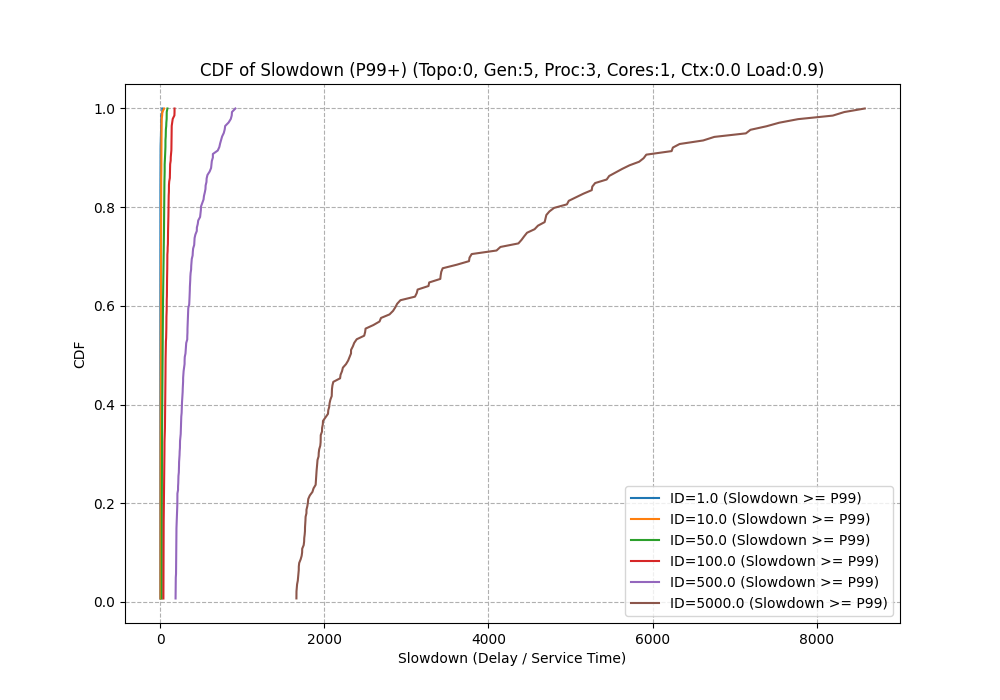 CDF of Slowdown (P99+) (Topo:0, Gen:5, Proc:3, Cores:1, Ctx:0.0 Load:0.9)
1.0
0.8
0.6
0.4
0.2
0.0
CDF
ID=1.0 (Slowdown >= P99)
ID=10.0 (Slowdown >= P99)
ID=50.0 (Slowdown >= P99)
ID=100.0 (Slowdown >= P99)
ID=500.0 (Slowdown >= P99)
ID=5000.0 (Slowdown >= P99)
0 2000 4000 6000 8000
Slowdown (Delay / Service Time)